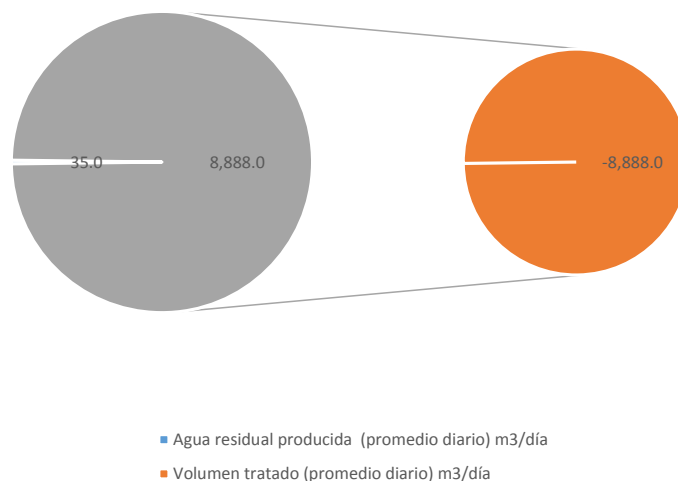 35.0 8,888.0 -8,888.0
Agua residual producida (promedio diario) m3/día
Volumen tratado (promedio diario) m3/día